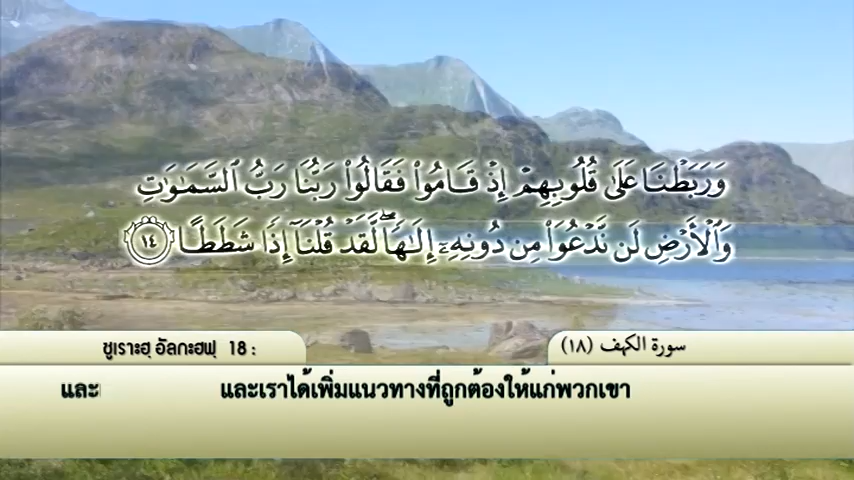 وَرَبَطْنَا عَلَىٰ قُلُوبِهِمْ إِذْ قَامُوا۟ فَقَالُوا۟ رَبُّنَا رَبُّ ٱلسَّمَـٰوَٰتِ
وَٱلْأَرْضِ لَن نَّدْعُوَا۟ مِن دُونِهِۦٓ إِلَـٰهًا ۖ لَّقَدْ قُلْنَآ إِذًا شَطَطًا ١٤
ซูเราะฮฺ อัลกะฮฟฺ 18 : سورة الكهف (١٨)
และ และเราได้เพิ่มแนวทางที่ถูกต้องให้แก่พวกเขา